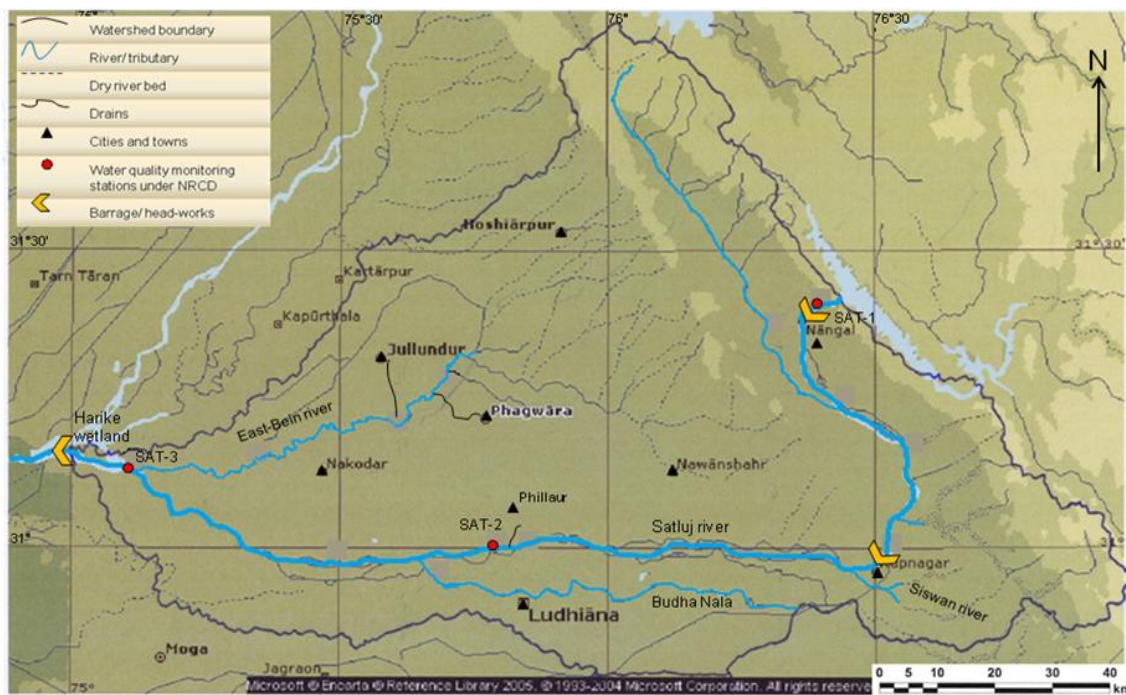 Watershed boundary
River/tributary
Dry river bed
Drains
Cities and towns
Water quality monitoring
stations under NRCD
Barrage/ head-works
75°30'
76°
76°30'
N
31°30'
31°30'
Hoshiārpur
Tarn Tāran
Kartārpur
Kapūrthala
SAT-1
Nāngal
Jullundur
Phagwāra
East-Bein river
Harike
wetland
SAT-3
Nakodar
Nawānshahr
Phillaur
SAT-2
Satluj river
31°
31°
Rupnagar
Siswan river
Budha Nala
Ludhiāna
Moga
Jagraon
75°
Microsoft ® Encarta ® Reference Library 2005. © 1993-2004 Microsoft Corporation. All rights reserve
0 5 10 20 30 40
km